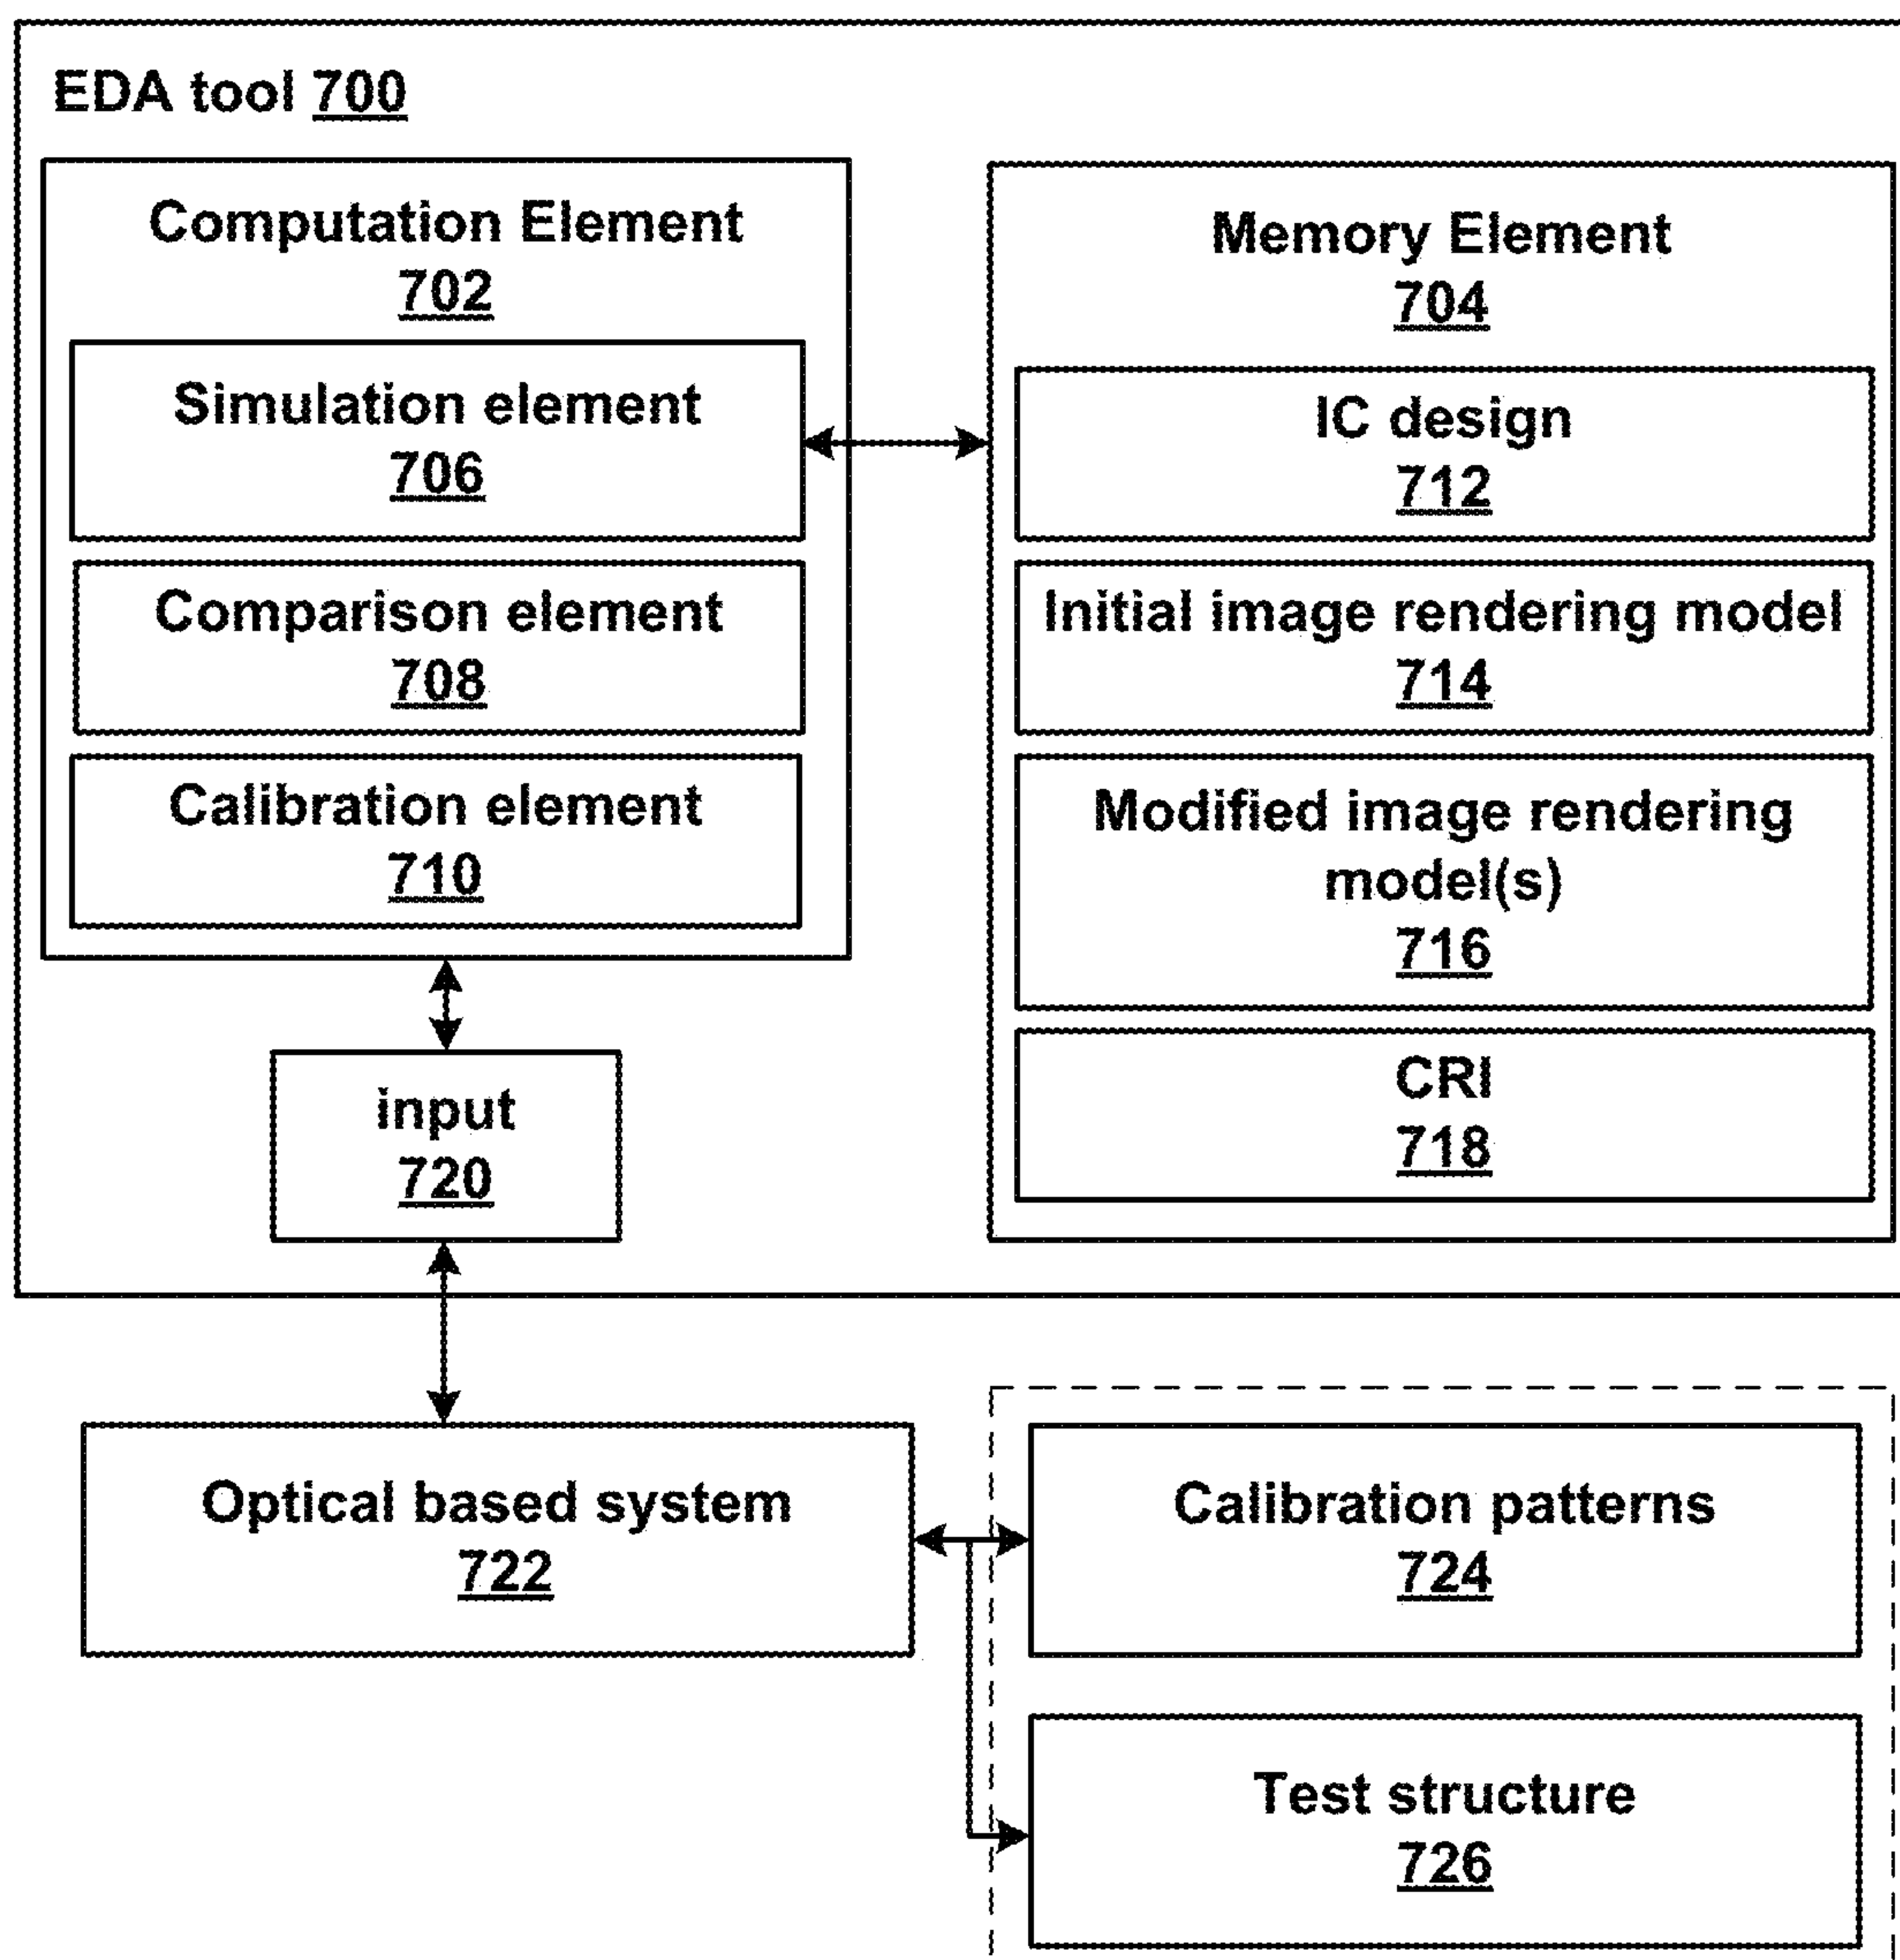 EDA tool 700
Computation Element
702
Simulation element
706
Comparison element
708
Calibration element
710
input
720
Memory Element
704
IC design
712
Initial image rendering model
714
Modified image rendering
model(s)
716
CRI
718
Optical based system
722
Calibration patterns
724
Test structure
726